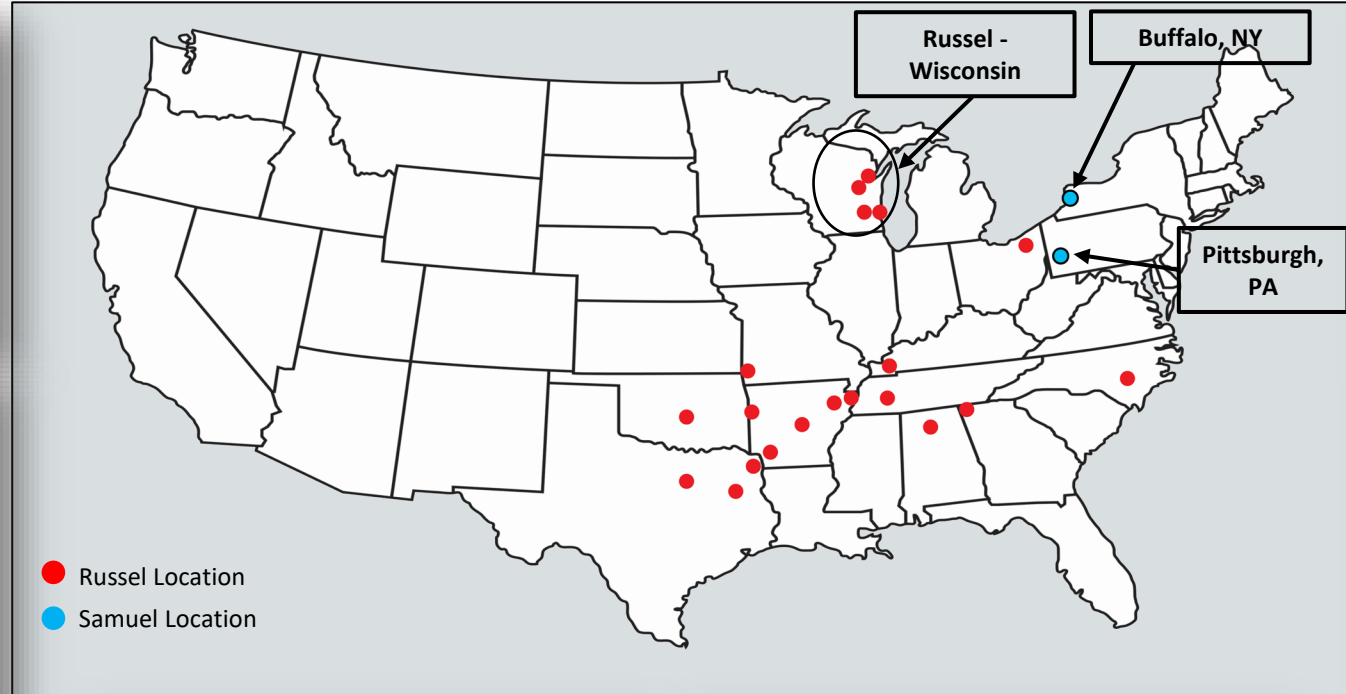 Russel -
Wisconsin
Buffalo, NY
Pittsburgh,
PA
Russel Location
Samuel Location